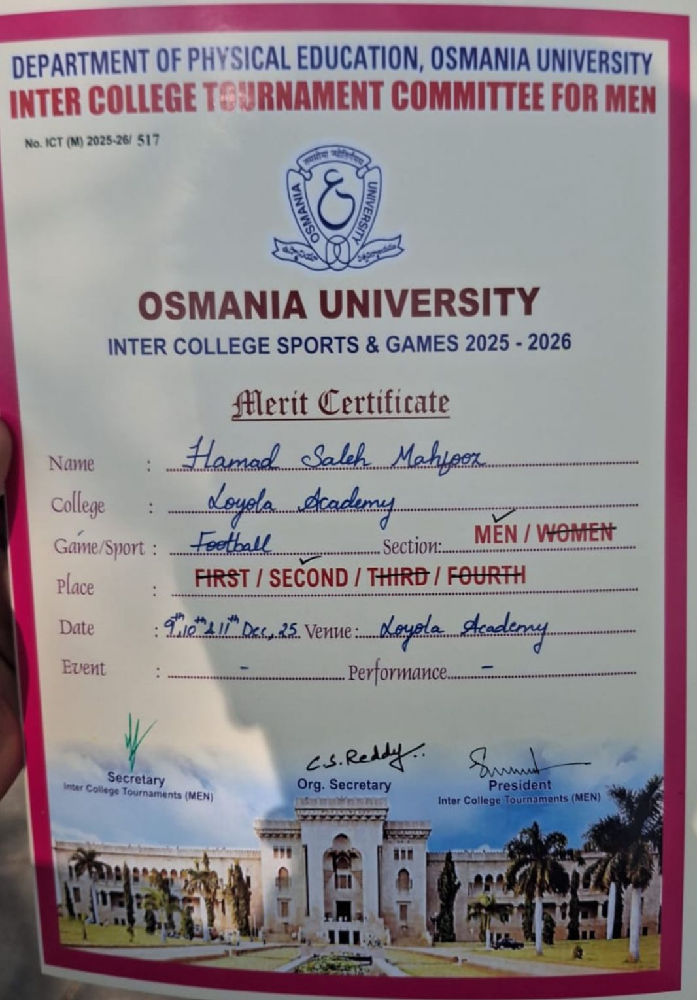 DEPARTMENT OF PHYSICAL EDUCATION, OSMANIA UNIVERSITY
INTER COLLEGE TOURNAMENT COMMITTEE FOR MEN
No. ICT (M) 2025-26/ 517
तमसोमा ज्योतिर्गमय
OSMANIA UNIVERSITY
ع
ఉస్మానియా విశ్వవిద్యాలయము
OSMANIA UNIVERSITY
INTER COLLEGE SPORTS & GAMES 2025 - 2026
Merit Certificate
Name : Hamad Saleh Mahfooz
College : Loyola Academy
Game/Sport : Football Section: MEN / WOMEN
Place : FIRST / SECOND / THIRD / FOURTH
Date : 9th, 10th & 11th Dec, 25 Venue : Loyola Academy
Event : - Performance -
C.S. Reddy..
Secretary Org. Secretary President
Inter College Tournaments (MEN) Inter College Tournaments (MEN)